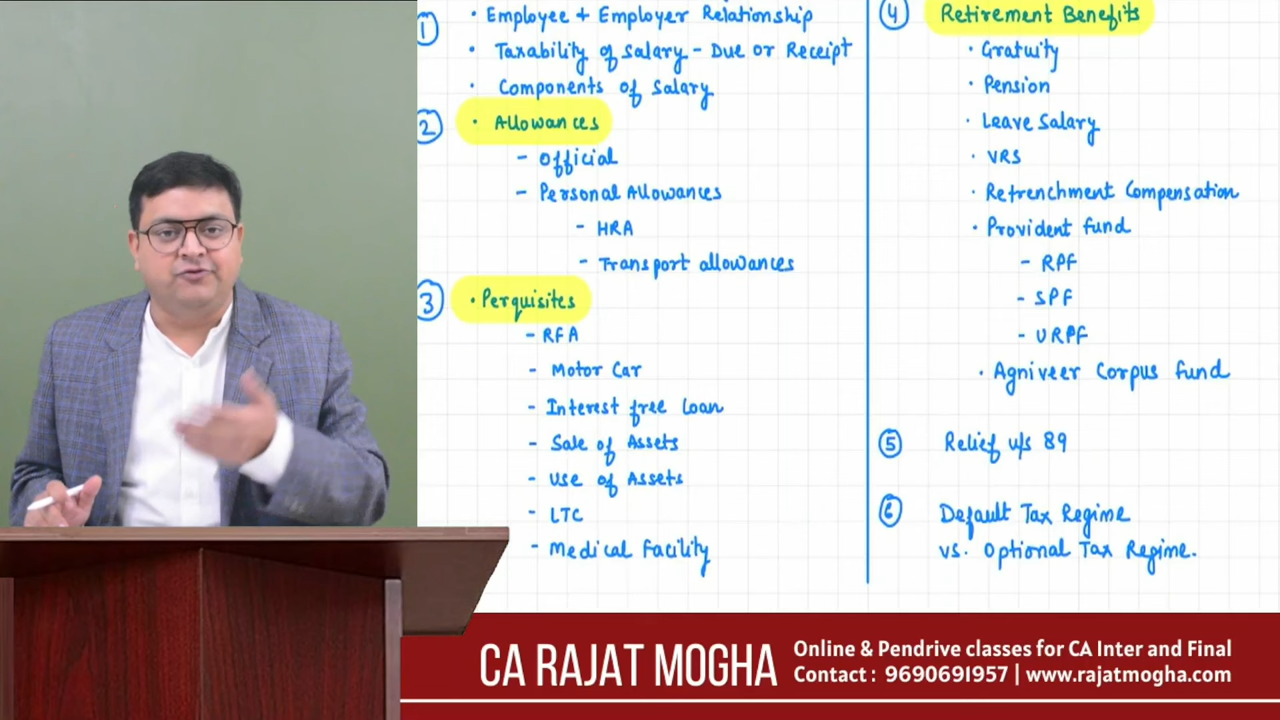 ① • Employee + Employer Relationship
• Taxability of Salary - Due or Receipt
• Components of Salary
② • Allowances
- Official
- Personal Allowances
- HRA
- Transport allowances
③ • Perquisites
- RFA
- Motor Car
- Interest free loan
- Sale of Assets
- Use of Assets
- LTC
- Medical Facility
④ Retirement Benefits
• Gratuity
• Pension
• Leave Salary
• VRS
• Retrenchment Compensation
• Provident fund
- RPF
- SPF
- URPF
• Agniveer Corpus fund
⑤ Relief u/s 89
⑥ Default Tax Regime
vs. Optional Tax Regime.
CA RAJAT MOGHA
Online & Pendrive classes for CA Inter and Final
Contact : 9690691957 | www.rajatmogha.com